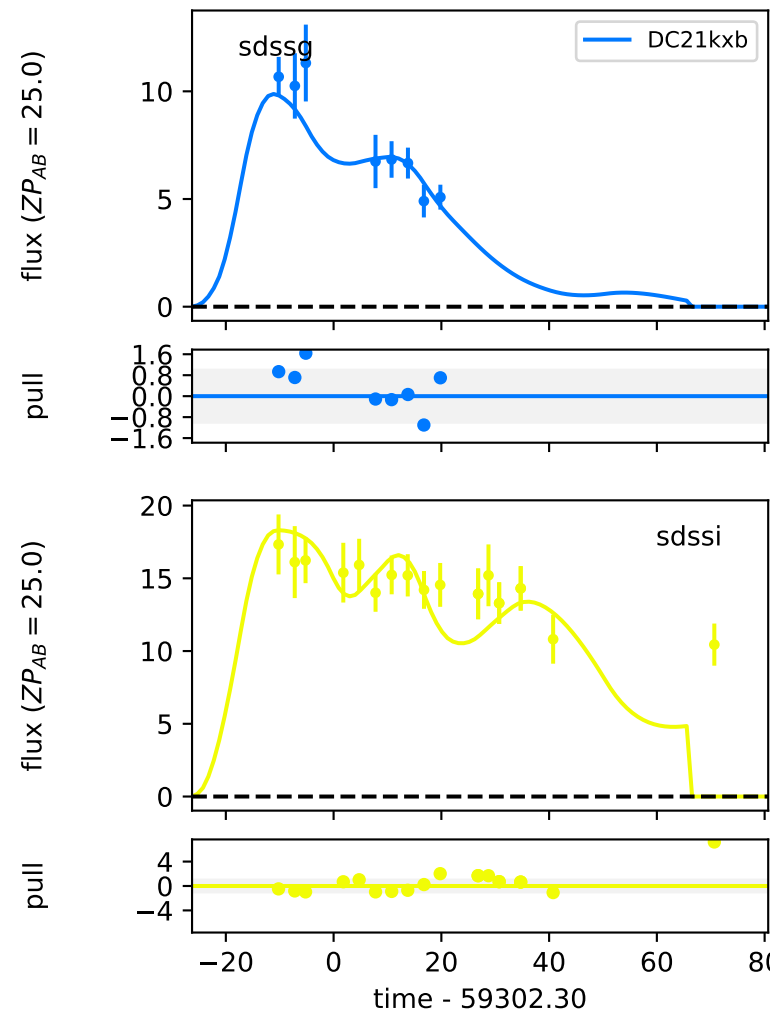 sdssg
DC21kxb
flux (ZP_AB = 25.0)
10
5
0
pull
1.6
0.8
0.0
−0.8
−1.6
sdssi
flux (ZP_AB = 25.0)
20
15
10
5
0
pull
4
0
−4
−20 0 20 40 60 80
time - 59302.30